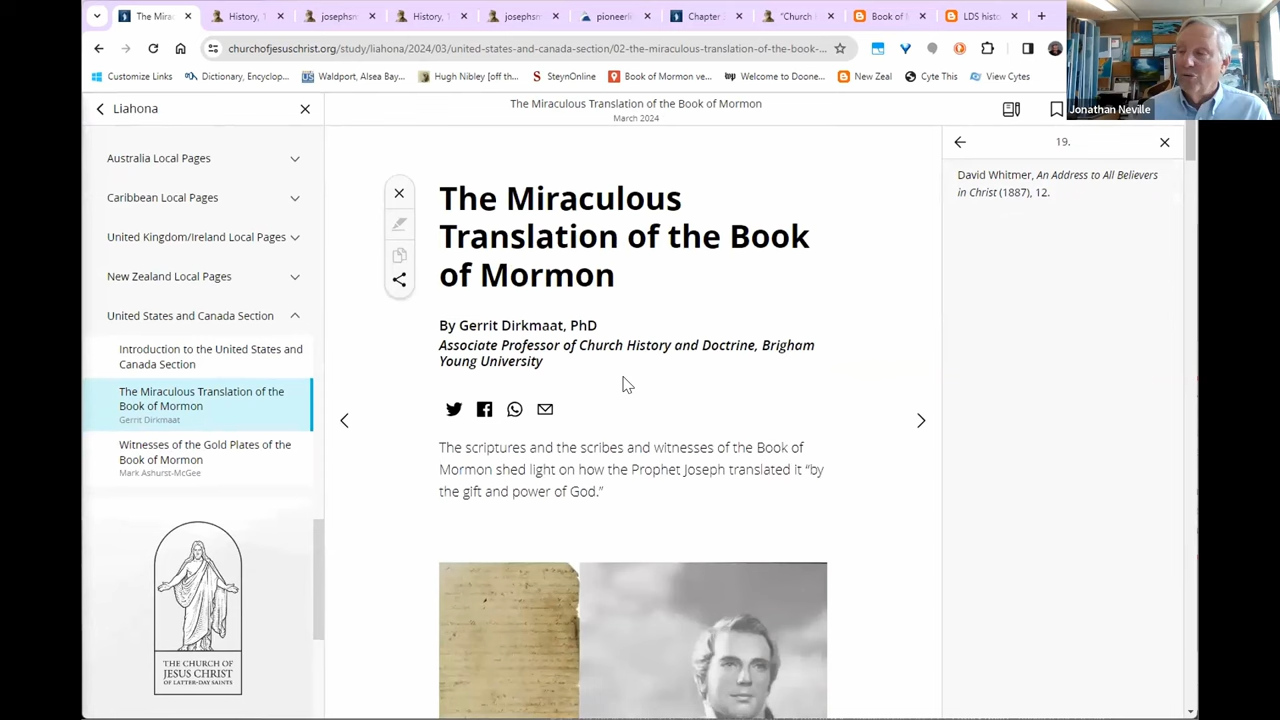 The Mira
History,
josephsn
History,
josephsm
pioneerl
Chapter
"Church
Book of
LDS histo
churchofjesuschrist.org/study/liahona/2024/03/united-states-and-canada-section/02-the-miraculous-translation-of-the-book-...
Customize Links
Dictionary, Encyclop...
Waldport, Alsea Bay...
Hugh Nibley [off th...
SteynOnline
Book of Mormon ve...
Welcome to Doone...
New Zeal
Cyte This
View Cytes
Jonathan Neville
Liahona
The Miraculous Translation of the Book of Mormon
March 2024
Australia Local Pages
Caribbean Local Pages
United Kingdom/Ireland Local Pages
New Zealand Local Pages
United States and Canada Section
Introduction to the United States and
Canada Section
The Miraculous Translation of the
Book of Mormon
Gerrit Dirkmaat
Witnesses of the Gold Plates of the
Book of Mormon
Mark Ashurst-McGee
THE CHURCH OF
JESUS CHRIST
OF LATTER-DAY SAINTS
The Miraculous
Translation of the Book
of Mormon
By Gerrit Dirkmaat, PhD
Associate Professor of Church History and Doctrine, Brigham
Young University
The scriptures and the scribes and witnesses of the Book of
Mormon shed light on how the Prophet Joseph translated it “by
the gift and power of God.”
19.
David Whitmer, An Address to All Believers
in Christ (1887), 12.